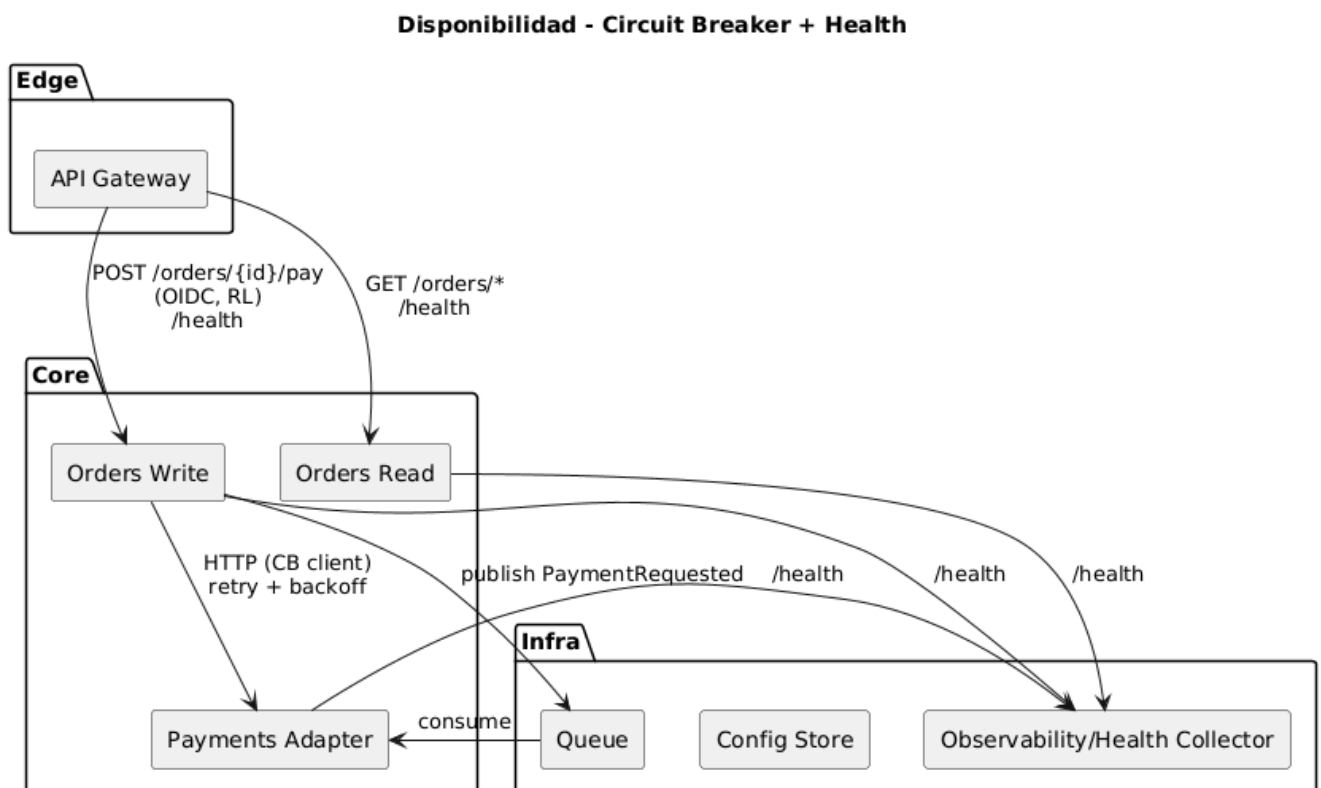 Disponibilidad - Circuit Breaker + Health
Edge
API Gateway
POST /orders/{id}/pay
(OIDC, RL)
/health
GET /orders/*
/health
Core
Orders Write
Orders Read
HTTP (CB client)
retry + backoff
publish PaymentRequested
/health
/health
/health
Infra
Payments Adapter
consume
Queue
Config Store
Observability/Health Collector